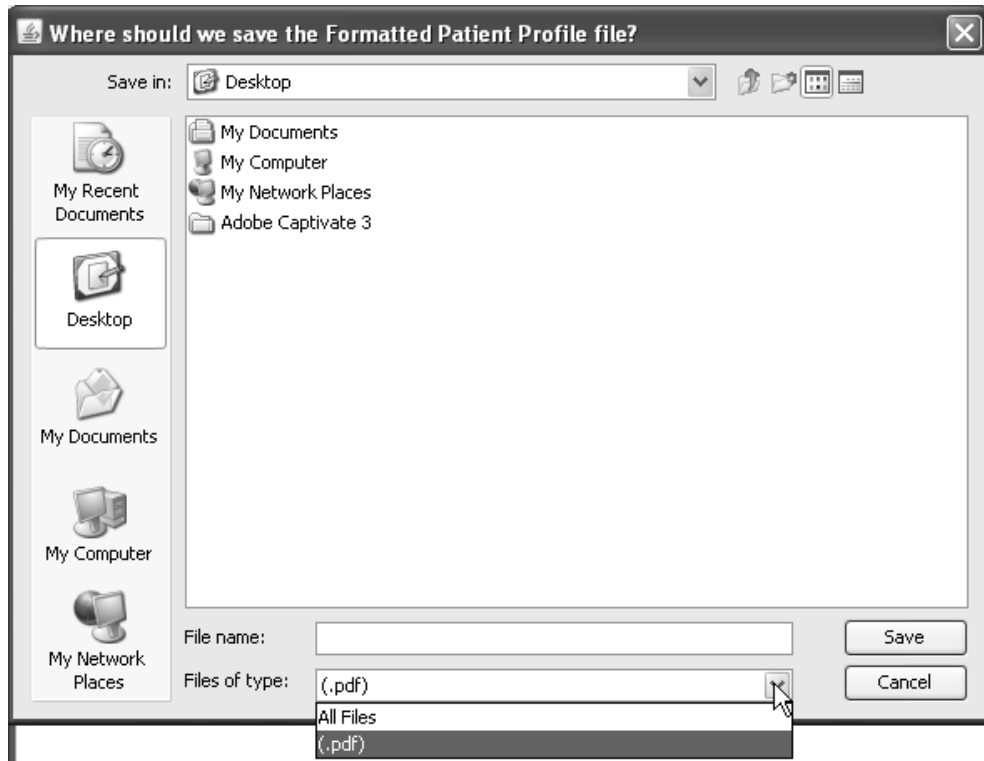 Where should we save the Formatted Patient Profile file?
Save in:
Desktop
My Recent
Documents
Desktop
My Documents
My Computer
My Network
Places
My Documents
My Computer
My Network Places
Adobe Captivate 3
File name:
Save
Files of type:
(.pdf)
Cancel
All Files
(.pdf)